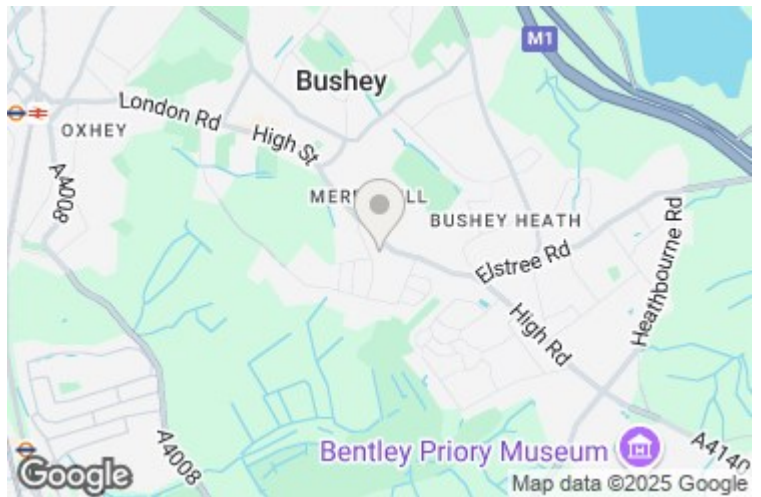 M1
A4140
Bushey
London Rd
OXHEY
High St
A4008
BUSHEY HEATH
Elstree Rd
Heathbourne Rd
High Rd
A4008
Bentley Priory Museum
A4140
Google
Map data ©2025 Google